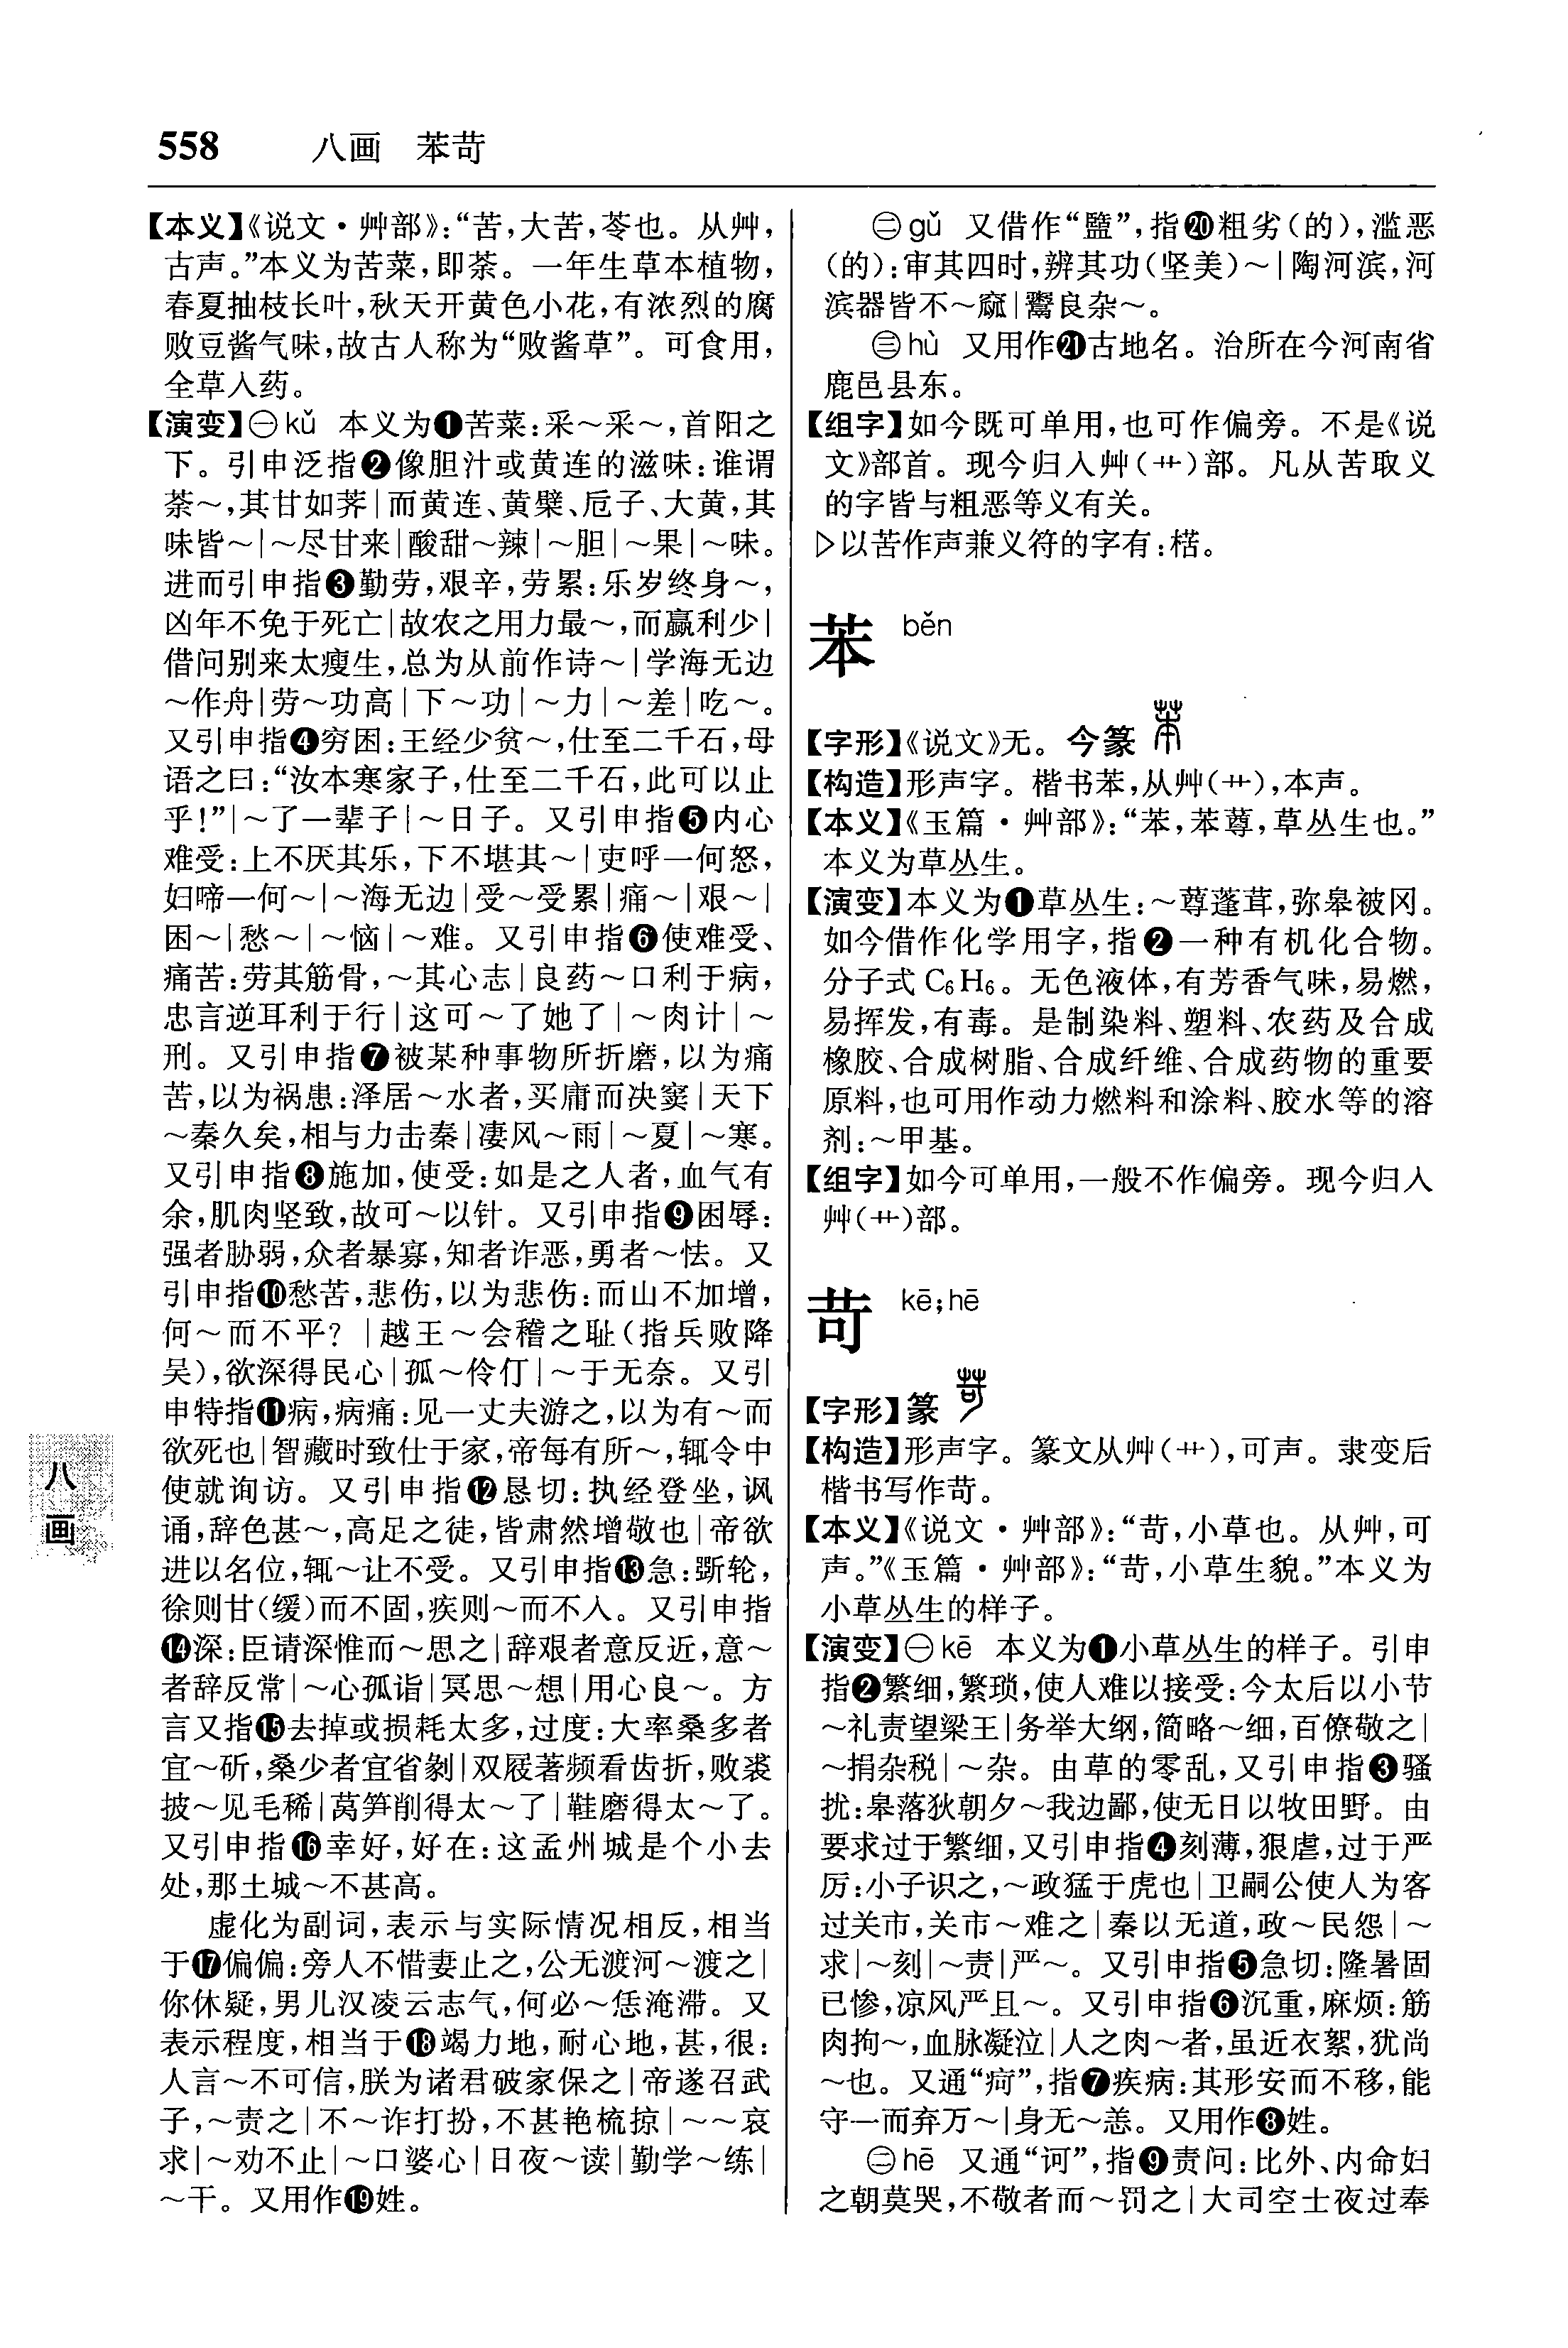 558 八画 苯苛
【本义】《说文·艸部》：“苦，大苦，苓也。从艸，
古声。”本义为苦菜，即荼。一年生草本植物，
春夏抽枝长叶，秋天开黄色小花，有浓烈的腐
败豆酱气味，故古人称为“败酱草”。可食用，
全草入药。
【演变】㊀kǔ 本义为❶苦菜：采～采～，首阳之
下。引申泛指❷像胆汁或黄连的滋味：谁谓
荼～，其甘如荠|而黄连、黄檗、卮子、大黄，其
味皆～|～尽甘来|酸甜～辣|～胆|～果|～味。
进而引申指❸勤劳，艰辛，劳累：乐岁终身～，
凶年不免于死亡|故农之用力最～，而赢利少|
借问别来太瘦生，总为从前作诗～|学海无边
～作舟|劳～功高|下～功|～力|～差|吃～。
又引申指❹穷困：王经少贫～，仕至二千石，母
语之曰：“汝本寒家子，仕至二千石，此可以止
乎！”|～了一辈子|～日子。又引申指❺内心
难受：上不厌其乐，下不堪其～|吏呼一何怒，
妇啼一何～|～海无边|受～受累|痛～|艰～|
困～|愁～|～恼|～难。又引申指❻使难受、
痛苦：劳其筋骨，～其心志|良药～口利于病，
忠言逆耳利于行|这可～了她了|～肉计|～
刑。又引申指❼被某种事物所折磨，以为痛
苦，以为祸患：泽居～水者，买庸而决窦|天下
～秦久矣，相与力击秦|凄风～雨|～夏|～寒。
又引申指❽施加，使受：如是之人者，血气有
余，肌肉坚致，故可～以针。又引申指❾困辱：
强者胁弱，众者暴寡，知者诈恶，勇者～怯。又
引申指❿愁苦，悲伤，以为悲伤：而山不加增，
何～而不平？|越王～会稽之耻（指兵败降
吴），欲深得民心|孤～伶仃|～于无奈。又引
申特指⓫病，病痛：见一丈夫游之，以为有～而
欲死也|智藏时致仕于家，帝每有所～，辄令中
使就询访。又引申指⓬恳切：执经登坐，讽
诵，辞色甚～，高足之徒，皆肃然增敬也|帝欲
进以名位，辄～让不受。又引申指⓭急：斲轮，
徐则甘（缓）而不固，疾则～而不入。又引申指
⓮深：臣请深惟而～思之|辞艰者意反近，意～
者辞反常|～心孤诣|冥思～想|用心良～。方
言又指⓯去掉或损耗太多，过度：大率桑多者
宜～斫，桑少者宜省剝|双屐著频看齿折，败裘
披～见毛稀|莴笋削得太～了|鞋磨得太～了。
又引申指⓰幸好，好在：这孟州城是个小去
处，那土城～不甚高。
虚化为副词，表示与实际情况相反，相当
于⓱偏偏：旁人不惜妻止之，公无渡河～渡之|
你休疑，男儿汉凌云志气，何必～恁淹滞。又
表示程度，相当于⓲竭力地，耐心地，甚，很：
人言～不可信，朕为诸君破家保之|帝遂召武
子，～责之|不～诈打扮，不甚艳梳掠|～～哀
求|～劝不止|～口婆心|日夜～读|勤学～练|
～干。又用作⓳姓。
㊁gǔ 又借作“盬”，指⓴粗劣（的），滥恶
（的）：审其四时，辨其功（坚美）～|陶河滨，河
滨器皆不～窳|鬻良杂～。
㊂hù 又用作㉑古地名。治所在今河南省
鹿邑县东。
【组字】如今既可单用，也可作偏旁。不是《说
文》部首。现今归入艸（艹）部。凡从苦取义
的字皆与粗恶等义有关。
▷以苦作声兼义符的字有：楛。
苯 běn
【字形】《说文》无。今篆
【构造】形声字。楷书苯，从艸（艹），本声。
【本义】《玉篇·艸部》：“苯，苯䔿，草丛生也。”
本义为草丛生。
【演变】本义为❶草丛生：～尊蓬茸，弥皋被冈。
如今借作化学用字，指❷一种有机化合物。
分子式C₆H₆。无色液体，有芳香气味，易燃，
易挥发，有毒。是制染料、塑料、农药及合成
橡胶、合成树脂、合成纤维、合成药物的重要
原料，也可用作动力燃料和涂料、胶水等的溶
剂：～甲基。
【组字】如今可单用，一般不作偏旁。现今归入
艸（艹）部。
苛 kē；hē
【字形】篆
【构造】形声字。篆文从艸（艹），可声。隶变后
楷书写作苛。
【本义】《说文·艸部》：“苛，小草也。从艸，可
声。”《玉篇·艸部》：“苛，小草生貌。”本义为
小草丛生的样子。
【演变】㊀kē 本义为❶小草丛生的样子。引申
指❷繁细，繁琐，使人难以接受：今太后以小节
～礼责望梁王|务举大纲，简略～细，百僚敬之|
～捐杂税|～杂。由草的零乱，又引申指❸骚
扰：皋落狄朝夕～我边鄙，使无日以牧田野。由
要求过于繁细，又引申指❹刻薄，狠虐，过于严
厉：小子识之，～政猛于虎也|卫嗣公使人为客
过关市，关市～难之|秦以无道，政～民怨|～
求|～刻|～责|严～。又引申指❺急切：隆暑固
已惨，凉风严且～。又引申指❻沉重，麻烦：筋
肉拘～，血脉凝泣|人之肉～者，虽近衣絮，犹尚
～也。又通“疴”，指❼疾病：其形安而不移，能
守一而弃万～|身无～恙。又用作❽姓。
㊁hē 又通“诃”，指❾责问：比外、内命妇
之朝莫哭，不敬者而～罚之|大司空士夜过奉
八画